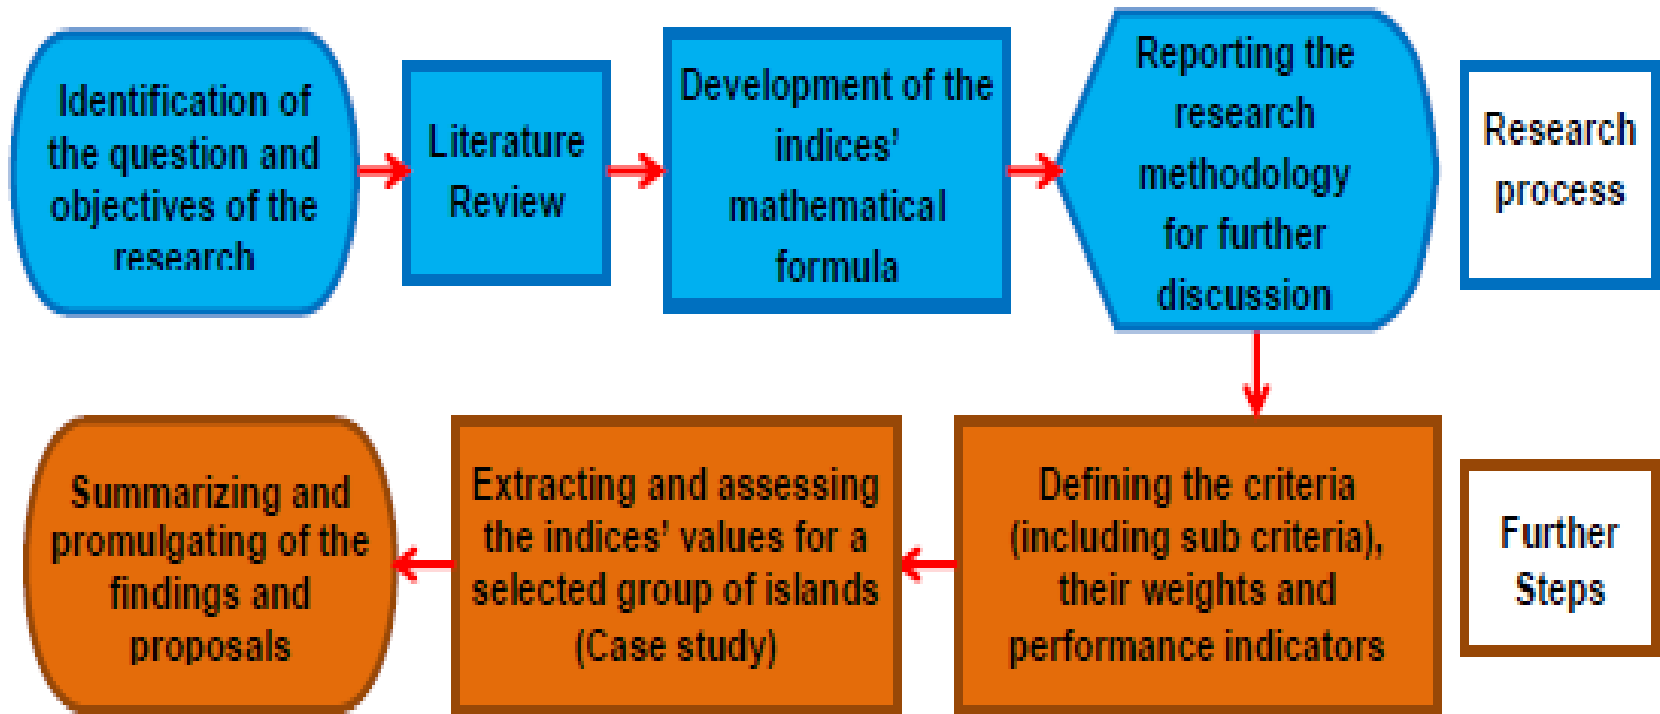 Identification of
the question and
objectives of the
research
Literature
Review
Development of the
indices’
mathematical
formula
Reporting the
research
methodology
for further
discussion
Research
process
Defining the criteria
(including sub criteria),
their weights and
performance indicators
Extracting and assessing
the indices’ values for a
selected group of islands
(Case study)
Summarizing and
promulgating of the
findings and
proposals
Further
Steps